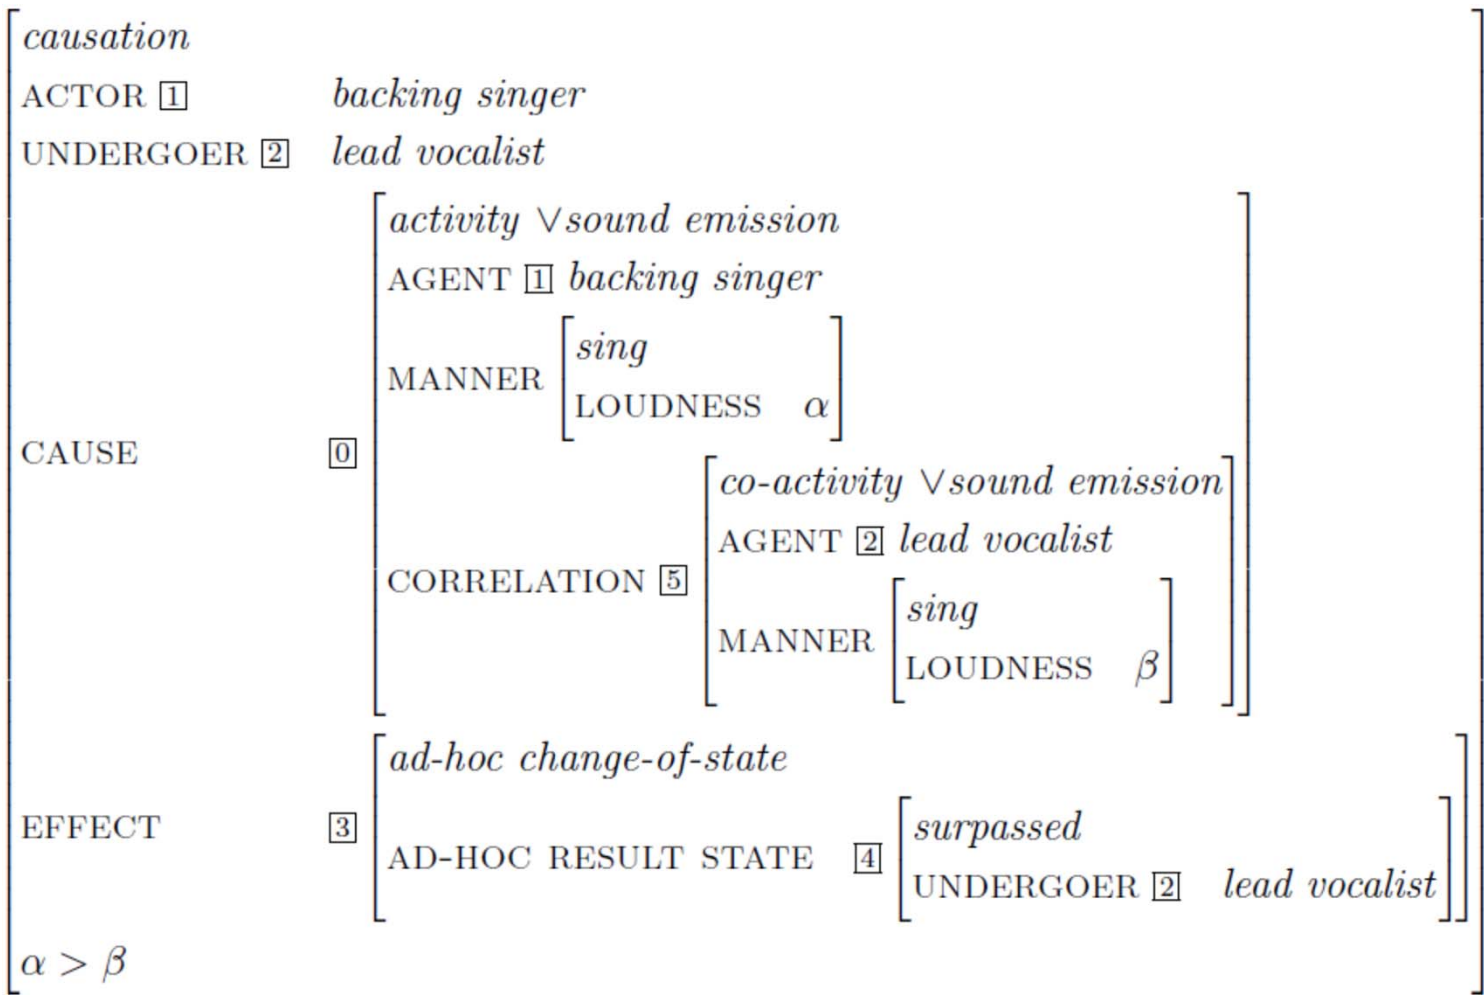 causation
ACTOR 1 backing singer
UNDERGOER 2 lead vocalist
activity ∨sound emission
AGENT 1 backing singer
sing
MANNER
LOUDNESS α
CAUSE 0
co-activity ∨sound emission
AGENT 2 lead vocalist
CORRELATION 5
sing
MANNER
LOUDNESS β
ad-hoc change-of-state
EFFECT 3
surpassed
AD-HOC RESULT STATE 4
UNDERGOER 2 lead vocalist
α > β